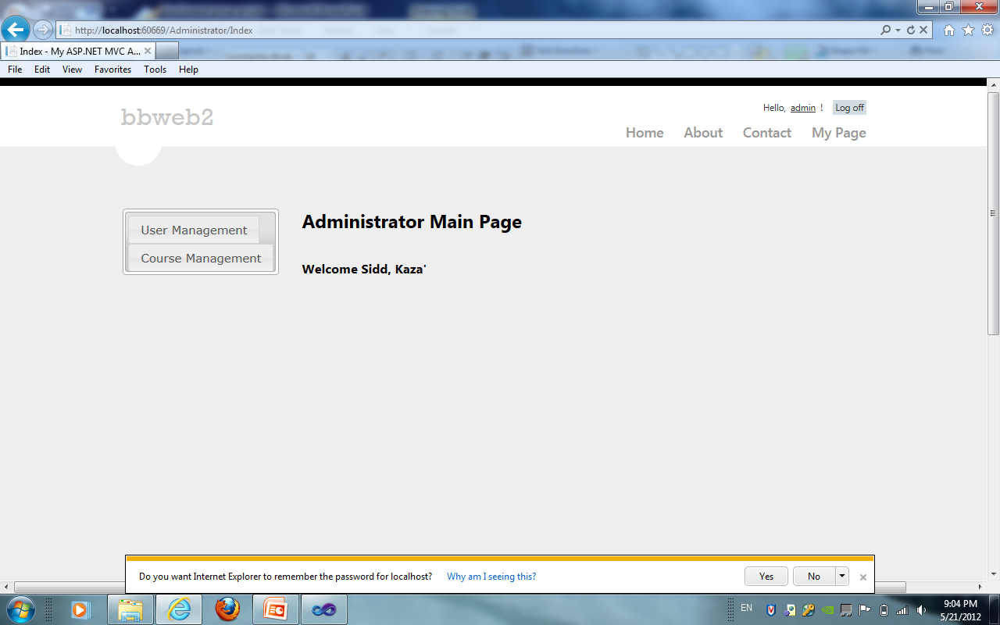 http://localhost:60669/Administrator/Index
Index - My ASP.NET MVC A...
File Edit View Favorites Tools Help
bbweb2
Hello, admin ! Log off
Home About Contact My Page
User Management
Course Management
Administrator Main Page
Welcome Sidd, Kaza'
Do you want Internet Explorer to remember the password for localhost? Why am I seeing this? Yes No
EN
9:04 PM
5/21/2012